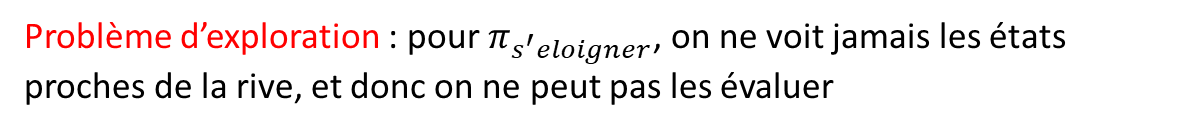 Problème d’exploration : pour π_{s′eloigner}, on ne voit jamais les états
proches de la rive, et donc on ne peut pas les évaluer